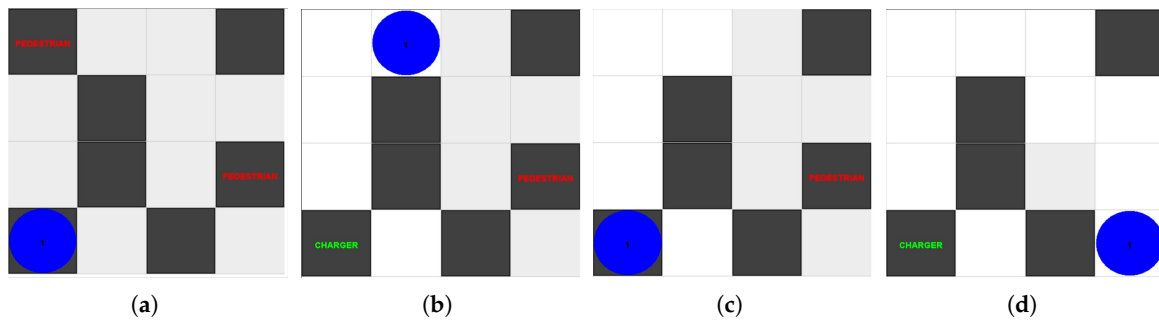 PEDESTRIAN
PEDESTRIAN
1
(a)
1
PEDESTRIAN
CHARGER
(b)
PEDESTRIAN
1
(c)
CHARGER
1
(d)